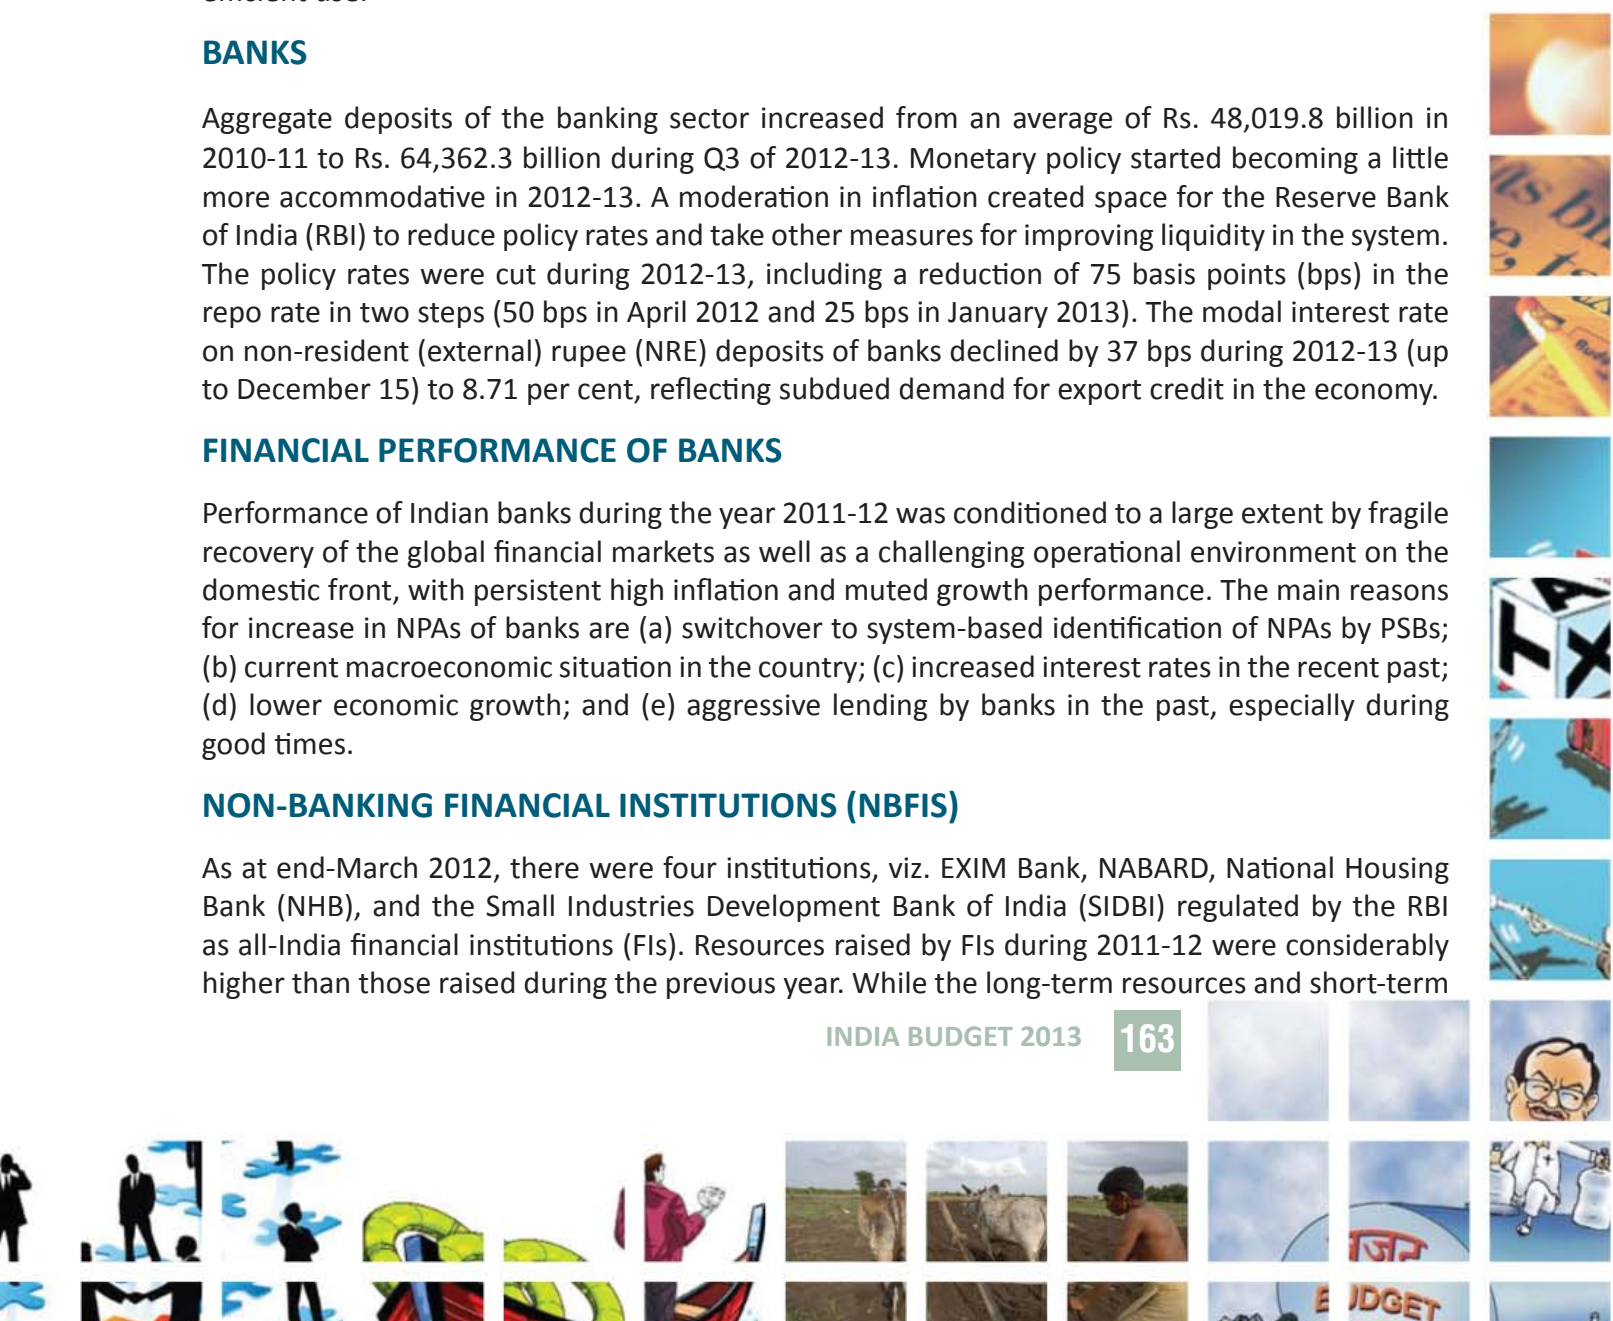 BANKS
Aggregate deposits of the banking sector increased from an average of Rs. 48,019.8 billion in
2010-11 to Rs. 64,362.3 billion during Q3 of 2012-13. Monetary policy started becoming a little
more accommodative in 2012-13. A moderation in inflation created space for the Reserve Bank
of India (RBI) to reduce policy rates and take other measures for improving liquidity in the system.
The policy rates were cut during 2012-13, including a reduction of 75 basis points (bps) in the
repo rate in two steps (50 bps in April 2012 and 25 bps in January 2013). The modal interest rate
on non-resident (external) rupee (NRE) deposits of banks declined by 37 bps during 2012-13 (up
to December 15) to 8.71 per cent, reflecting subdued demand for export credit in the economy.
FINANCIAL PERFORMANCE OF BANKS
Performance of Indian banks during the year 2011-12 was conditioned to a large extent by fragile
recovery of the global financial markets as well as a challenging operational environment on the
domestic front, with persistent high inflation and muted growth performance. The main reasons
for increase in NPAs of banks are (a) switchover to system-based identification of NPAs by PSBs;
(b) current macroeconomic situation in the country; (c) increased interest rates in the recent past;
(d) lower economic growth; and (e) aggressive lending by banks in the past, especially during
good times.
NON-BANKING FINANCIAL INSTITUTIONS (NBFIS)
As at end-March 2012, there were four institutions, viz. EXIM Bank, NABARD, National Housing
Bank (NHB), and the Small Industries Development Bank of India (SIDBI) regulated by the RBI
as all-India financial institutions (FIs). Resources raised by FIs during 2011-12 were considerably
higher than those raised during the previous year. While the long-term resources and short-term
INDIA BUDGET 2013 163
TAX
BUDGET